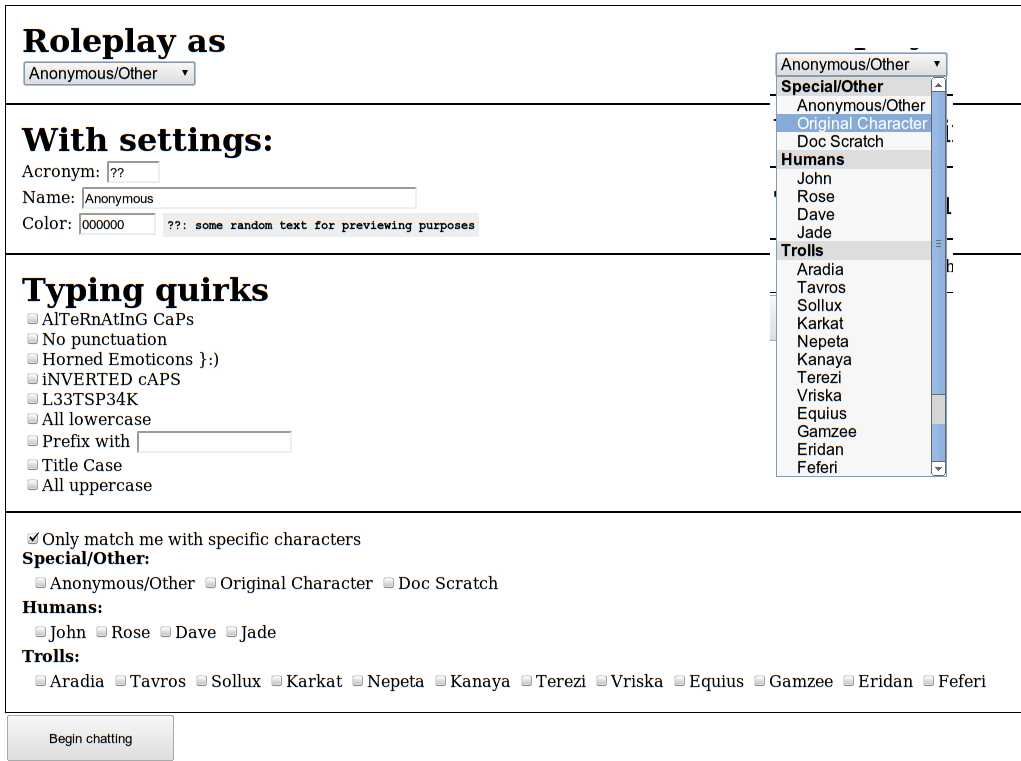 Roleplay as
Anonymous/Other
With settings:
Acronym: ??
Name: Anonymous
Color: 000000 ??: some random text for previewing purposes
Typing quirks
AlTeRnAtInG CaPs
No punctuation
Horned Emoticons }:)
iNVERTED cAPS
L33TSP34K
All lowercase
Prefix with
Title Case
All uppercase
Only match me with specific characters
Special/Other:
Anonymous/Other Original Character Doc Scratch
Humans:
John Rose Dave Jade
Trolls:
Aradia Tavros Sollux Karkat Nepeta Kanaya Terezi Vriska Equius Gamzee Eridan Feferi
Begin chatting
Anonymous/Other
Special/Other
Anonymous/Other
Original Character
Doc Scratch
Humans
John
Rose
Dave
Jade
Trolls
Aradia
Tavros
Sollux
Karkat
Nepeta
Kanaya
Terezi
Vriska
Equius
Gamzee
Eridan
Feferi